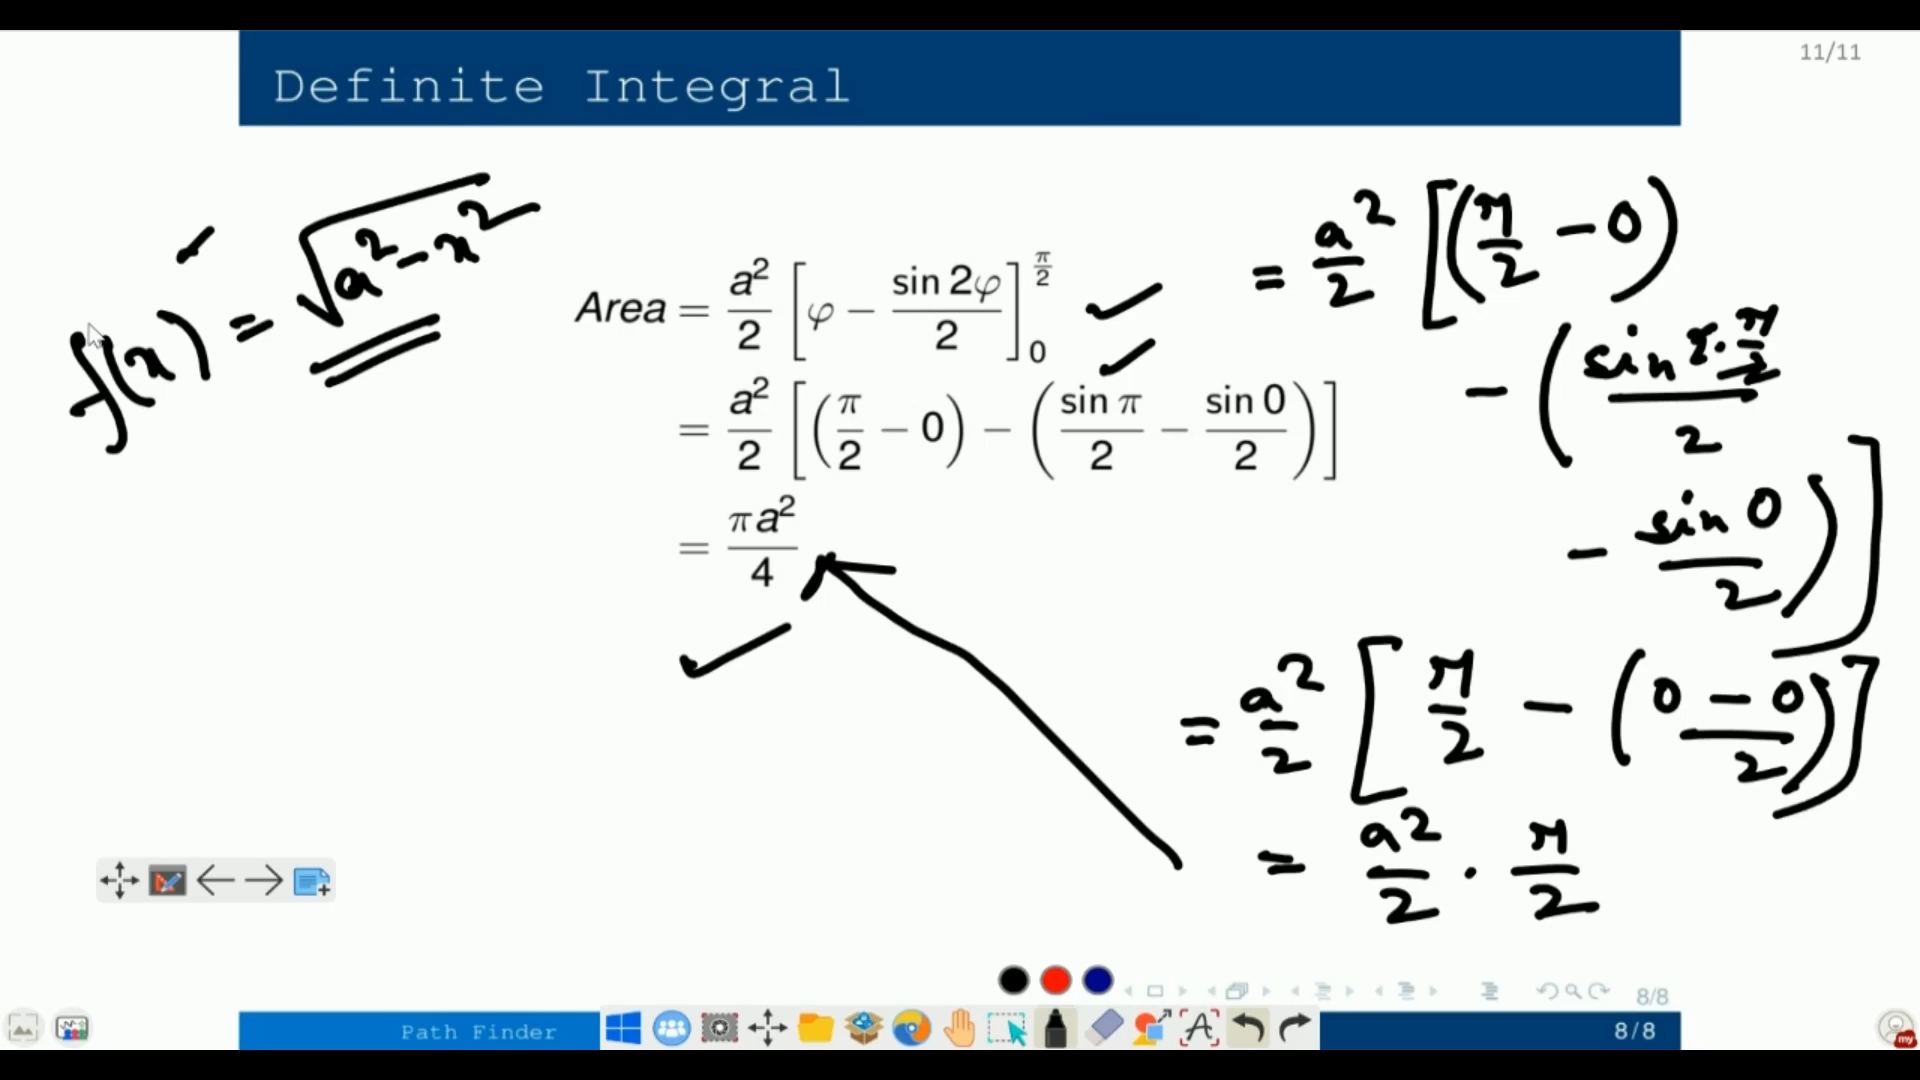 11/11
Definite Integral
f(x) = √(a² − x²)
Area = a²/2 [φ − sin 2φ/2]₀^(π/2)
= a²/2 [(π/2 − 0) − (sin π/2 − sin 0/2)]
= πa²/4
= a²/2 [(π/2 − 0)
− (sin 2·π/2 / 2
− sin 0/2)]
= a²/2 [π/2 − (0 − 0/2)]
= a²/2 · π/2
8/8
Path Finder
8/8
my